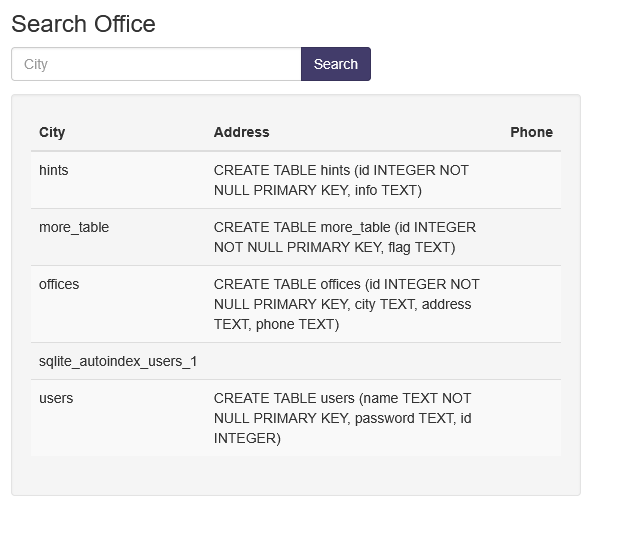 Search Office
City Search
City Address Phone
hints CREATE TABLE hints (id INTEGER NOT
NULL PRIMARY KEY, info TEXT)
more_table CREATE TABLE more_table (id INTEGER
NOT NULL PRIMARY KEY, flag TEXT)
offices CREATE TABLE offices (id INTEGER NOT
NULL PRIMARY KEY, city TEXT, address
TEXT, phone TEXT)
sqlite_autoindex_users_1
users CREATE TABLE users (name TEXT NOT
NULL PRIMARY KEY, password TEXT, id
INTEGER)